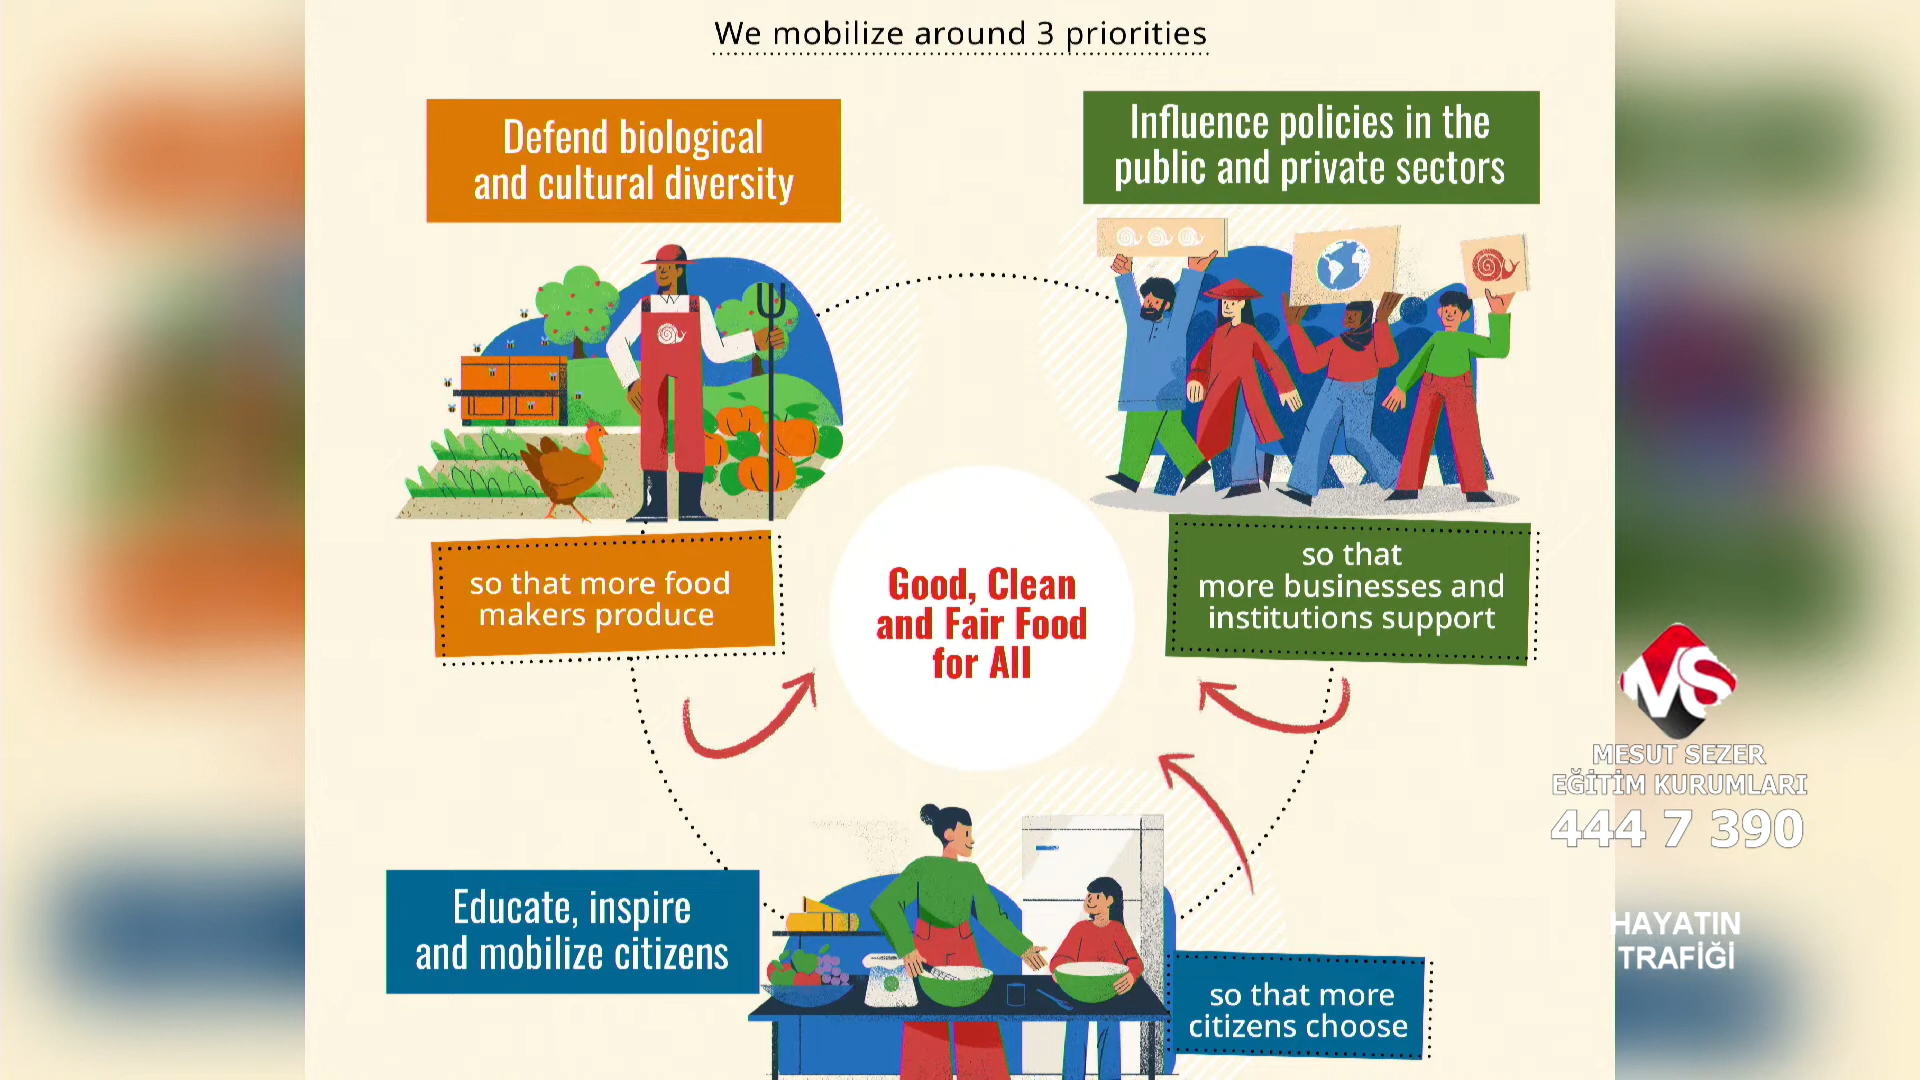 We mobilize around 3 priorities
Defend biological
and cultural diversity
Influence policies in the
public and private sectors
so that more food
makers produce
so that
more businesses and
institutions support
Good, Clean
and Fair Food
for All
Educate, inspire
and mobilize citizens
so that more
citizens choose
MS
MESUT SEZER
EĞİTİM KURUMLARI
444 7 390
HAYATIN
TRAFİĞİ